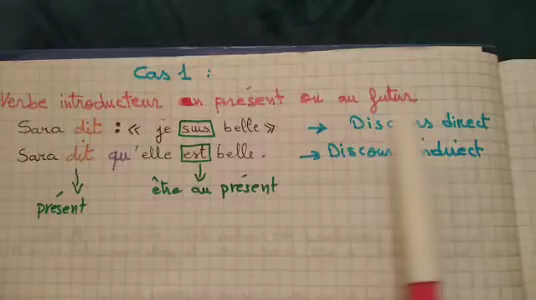 Cas 1 :
Verbe introducteur en présent ou au futur
Sara dit : « je suis belle » → direct
Sara dit qu'elle est belle. →
présent
être au présent